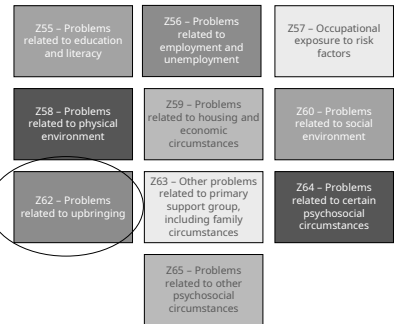 Z55 – Problems
related to education
and literacy
Z56 – Problems
related to
employment and
unemployment
Z57 – Occupational
exposure to risk
factors
Z58 – Problems
related to physical
environment
Z59 – Problems
related to housing and
economic
circumstances
Z60 – Problems
related to social
environment
Z62 – Problems
related to upbringing
Z63 – Other problems
related to primary
support group,
including family
circumstances
Z64 – Problems
related to certain
psychosocial
circumstances
Z65 – Problems
related to other
psychosocial
circumstances